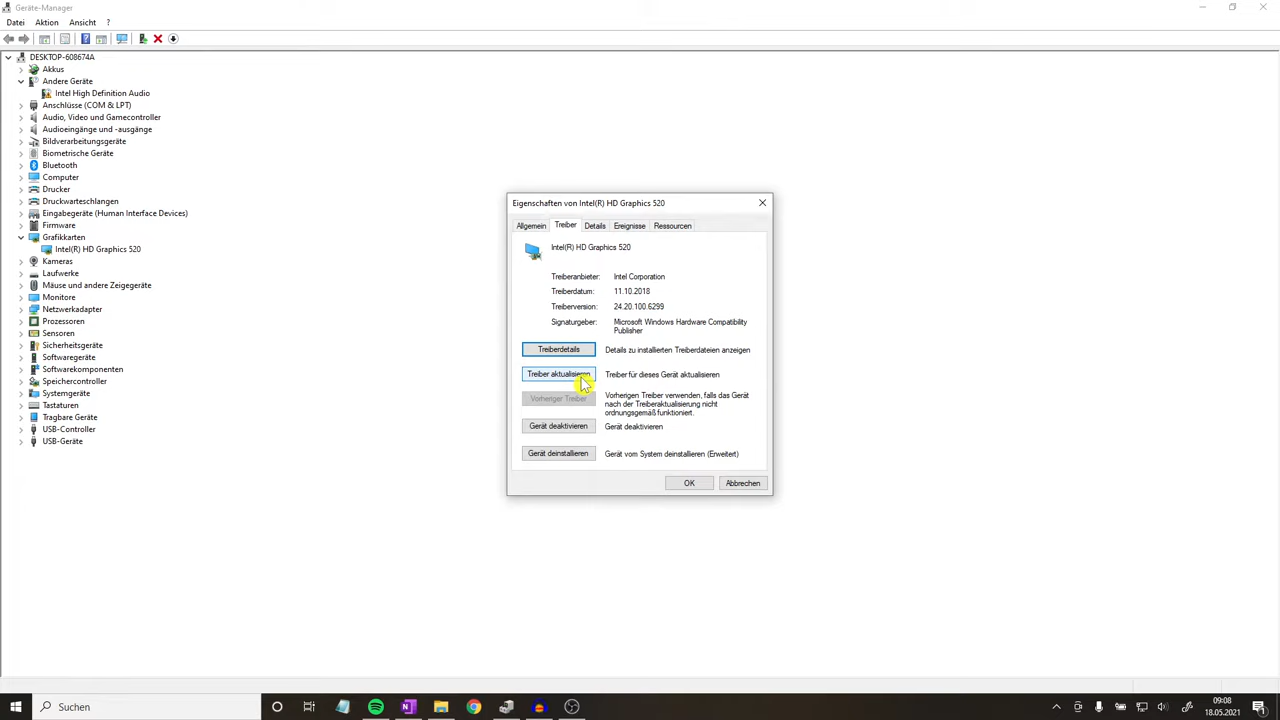 Geräte-Manager
Datei Aktion Ansicht ?
DESKTOP-608674A
Akkus
Andere Geräte
Intel High Definition Audio
Anschlüsse (COM & LPT)
Audio, Video und Gamecontroller
Audioeingänge und -ausgänge
Bildverarbeitungsgeräte
Biometrische Geräte
Bluetooth
Computer
Drucker
Druckwarteschlangen
Eingabegeräte (Human Interface Devices)
Firmware
Grafikkarten
Intel(R) HD Graphics 520
Kameras
Laufwerke
Mäuse und andere Zeigegeräte
Monitore
Netzwerkadapter
Prozessoren
Sensoren
Sicherheitsgeräte
Softwaregeräte
Softwarekomponenten
Speichercontroller
Systemgeräte
Tastaturen
Tragbare Geräte
USB-Controller
USB-Geräte
Eigenschaften von Intel(R) HD Graphics 520
Allgemein Treiber Details Ereignisse Ressourcen
Intel(R) HD Graphics 520
Treiberanbieter: Intel Corporation
Treiberdatum: 11.10.2018
Treiberversion: 24.20.100.6299
Signaturgeber: Microsoft Windows Hardware Compatibility
Publisher
Treiberdetails Details zu installierten Treiberdateien anzeigen
Treiber aktualisieren Treiber für dieses Gerät aktualisieren
Vorheriger Treiber Vorherigen Treiber verwenden, falls das Gerät
nach der Treiberaktualisierung nicht
ordnungsgemäß funktioniert.
Gerät deaktivieren Gerät deaktivieren
Gerät deinstallieren Gerät vom System deinstallieren (Erweitert)
OK Abbrechen
Suchen
09:08
18.05.2021